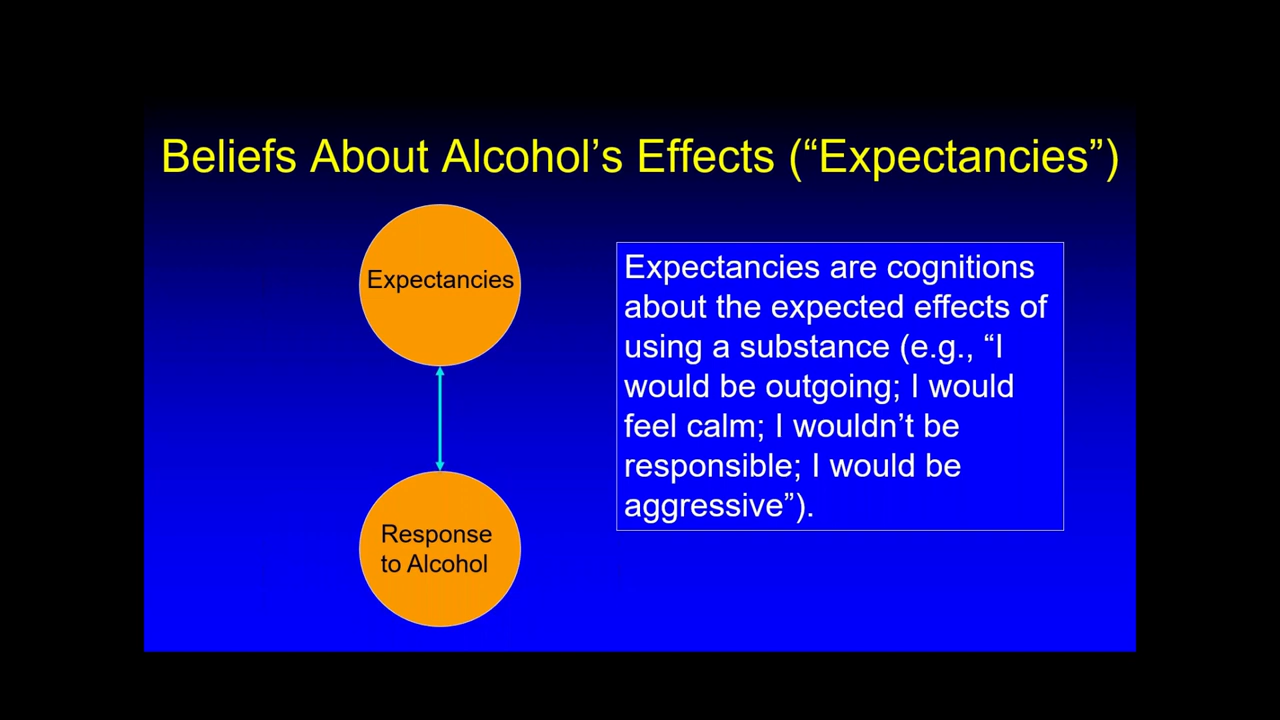 Beliefs About Alcohol’s Effects (“Expectancies”)
Expectancies
Response
to Alcohol
Expectancies are cognitions
about the expected effects of
using a substance (e.g., “I
would be outgoing; I would
feel calm; I wouldn’t be
responsible; I would be
aggressive”).